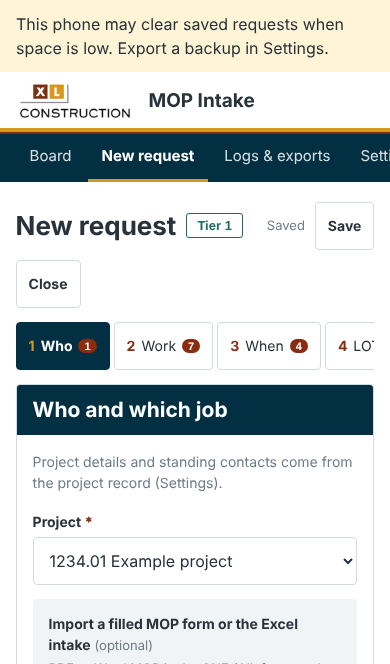 This phone may clear saved requests when
space is low. Export a backup in Settings.
XL
CONSTRUCTION
MOP Intake
Board New request Logs & exports
New request Tier 1 Saved Save
Close
1 Who 1 2 Work 7 3 When 4 4
Who and which job
Project details and standing contacts come from
the project record (Settings).
Project *
1234.01 Example project
Import a filled MOP form or the Excel
intake (optional)